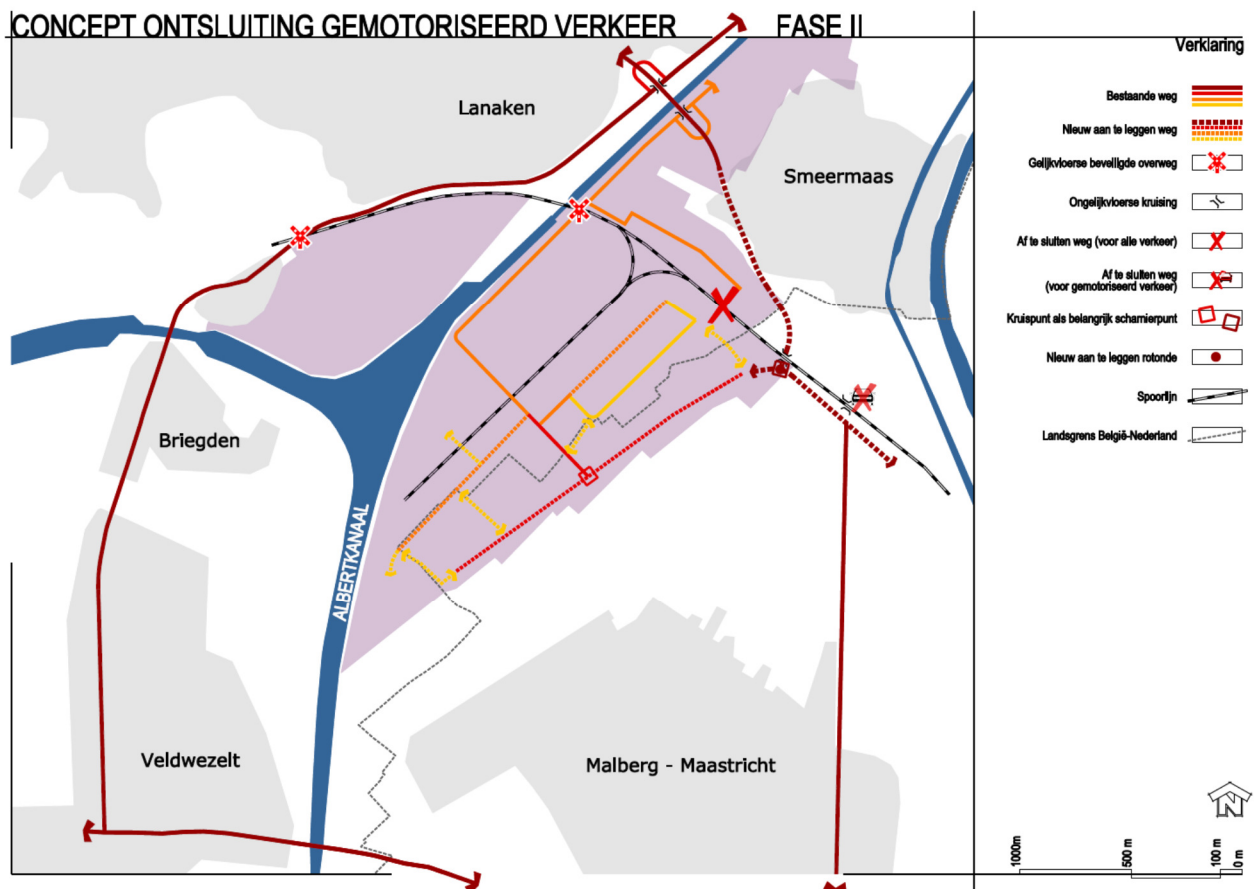 CONCEPT ONTSLUITING GEMOTORISEERD VERKEER FASE II
Lanaken
Smeermaas
Briegden
ALBERTKANAAL
Veldwezelt
Malberg - Maastricht
Verklaring
Bestaande weg
Nieuw aan te leggen weg
Gelijkvloerse beveiligde overweg
Ongelijkvloerse kruising
Af te sluiten weg (voor alle verkeer)
Af te sluiten weg
(voor gemotoriseerd verkeer)
Kruispunt als belangrijk scharnierpunt
Nieuw aan te leggen rotonde
Spoorlijn
Landsgrens België-Nederland
N
1000m
500 m
100 m
0 m